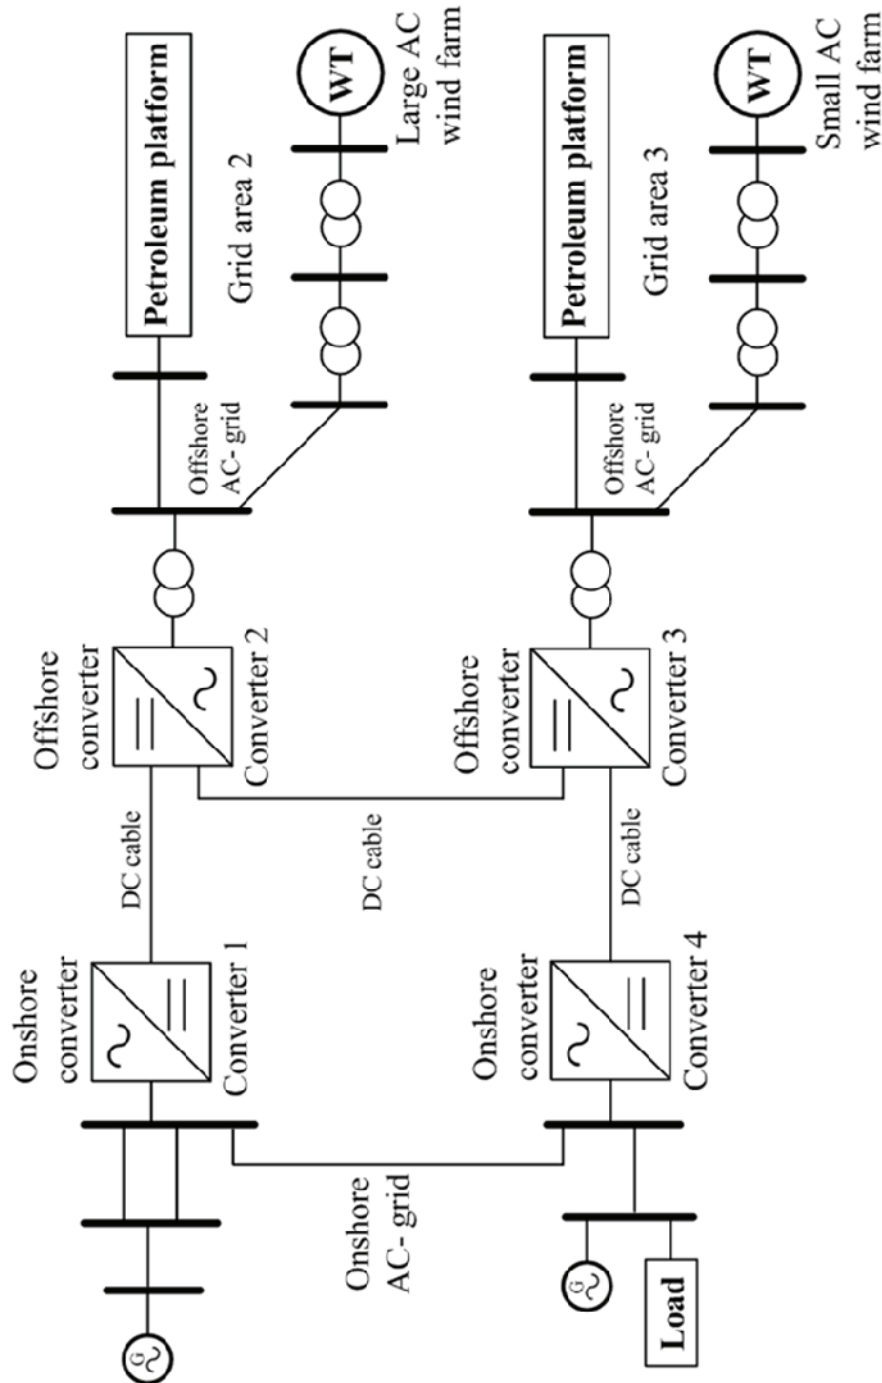 Onshore
converter
Offshore
converter
G
DC cable
Petroleum platform
Converter 1
Converter 2
Offshore
AC- grid
Grid area 2
WT
Large AC
wind farm
Onshore
AC- grid
DC cable
Onshore
converter
Offshore
converter
G
DC cable
Petroleum platform
Load
Converter 4
Converter 3
Offshore
AC- grid
Grid area 3
WT
Small AC
wind farm